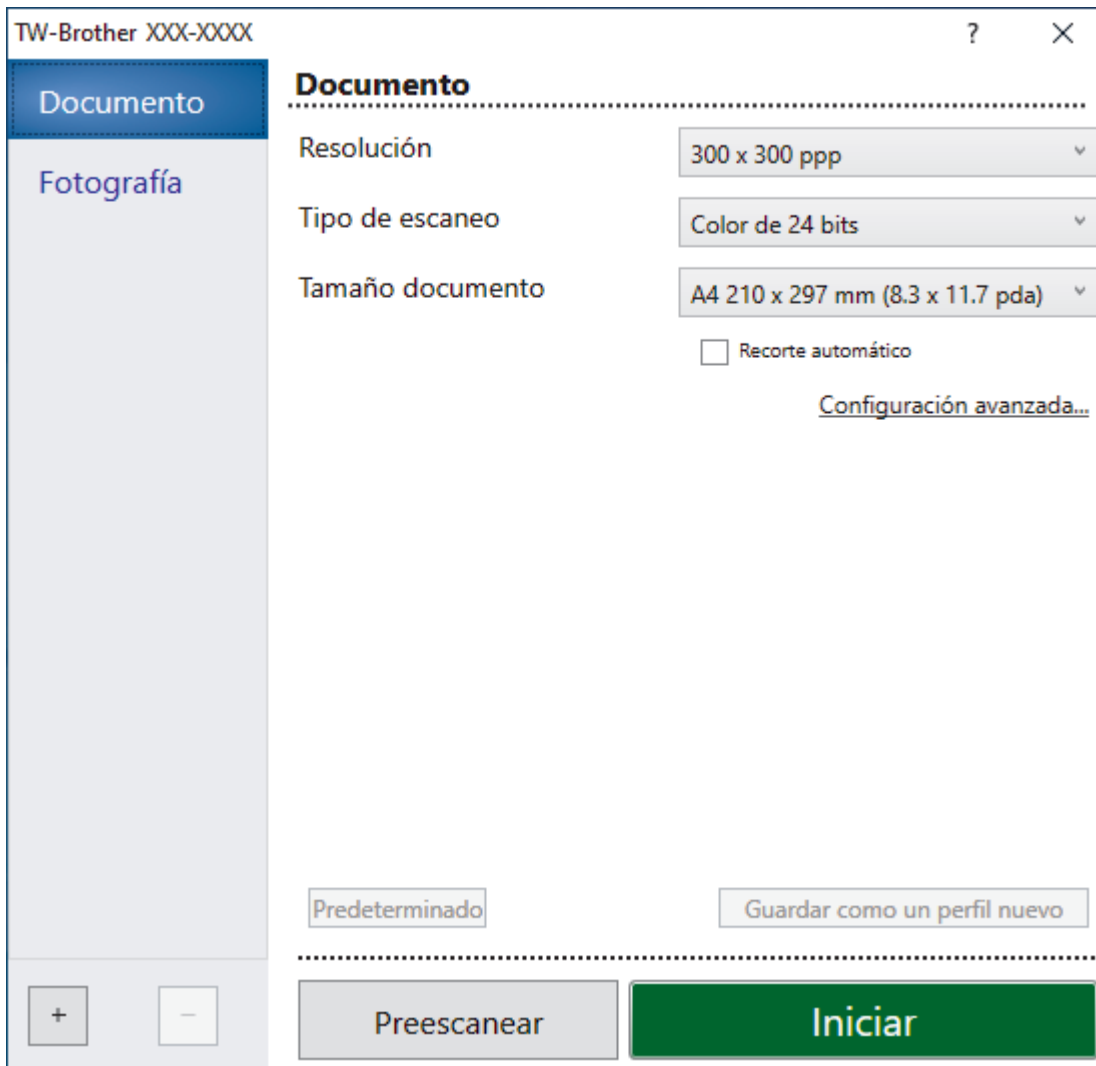 TW-Brother XXX-XXXX
?
Documento
Fotografía
Documento
Resolución
300 x 300 ppp
Tipo de escaneo
Color de 24 bits
Tamaño documento
A4 210 x 297 mm (8.3 x 11.7 pda)
Recorte automático
Configuración avanzada...
Predeterminado
Guardar como un perfil nuevo
+
−
Preescanear
Iniciar